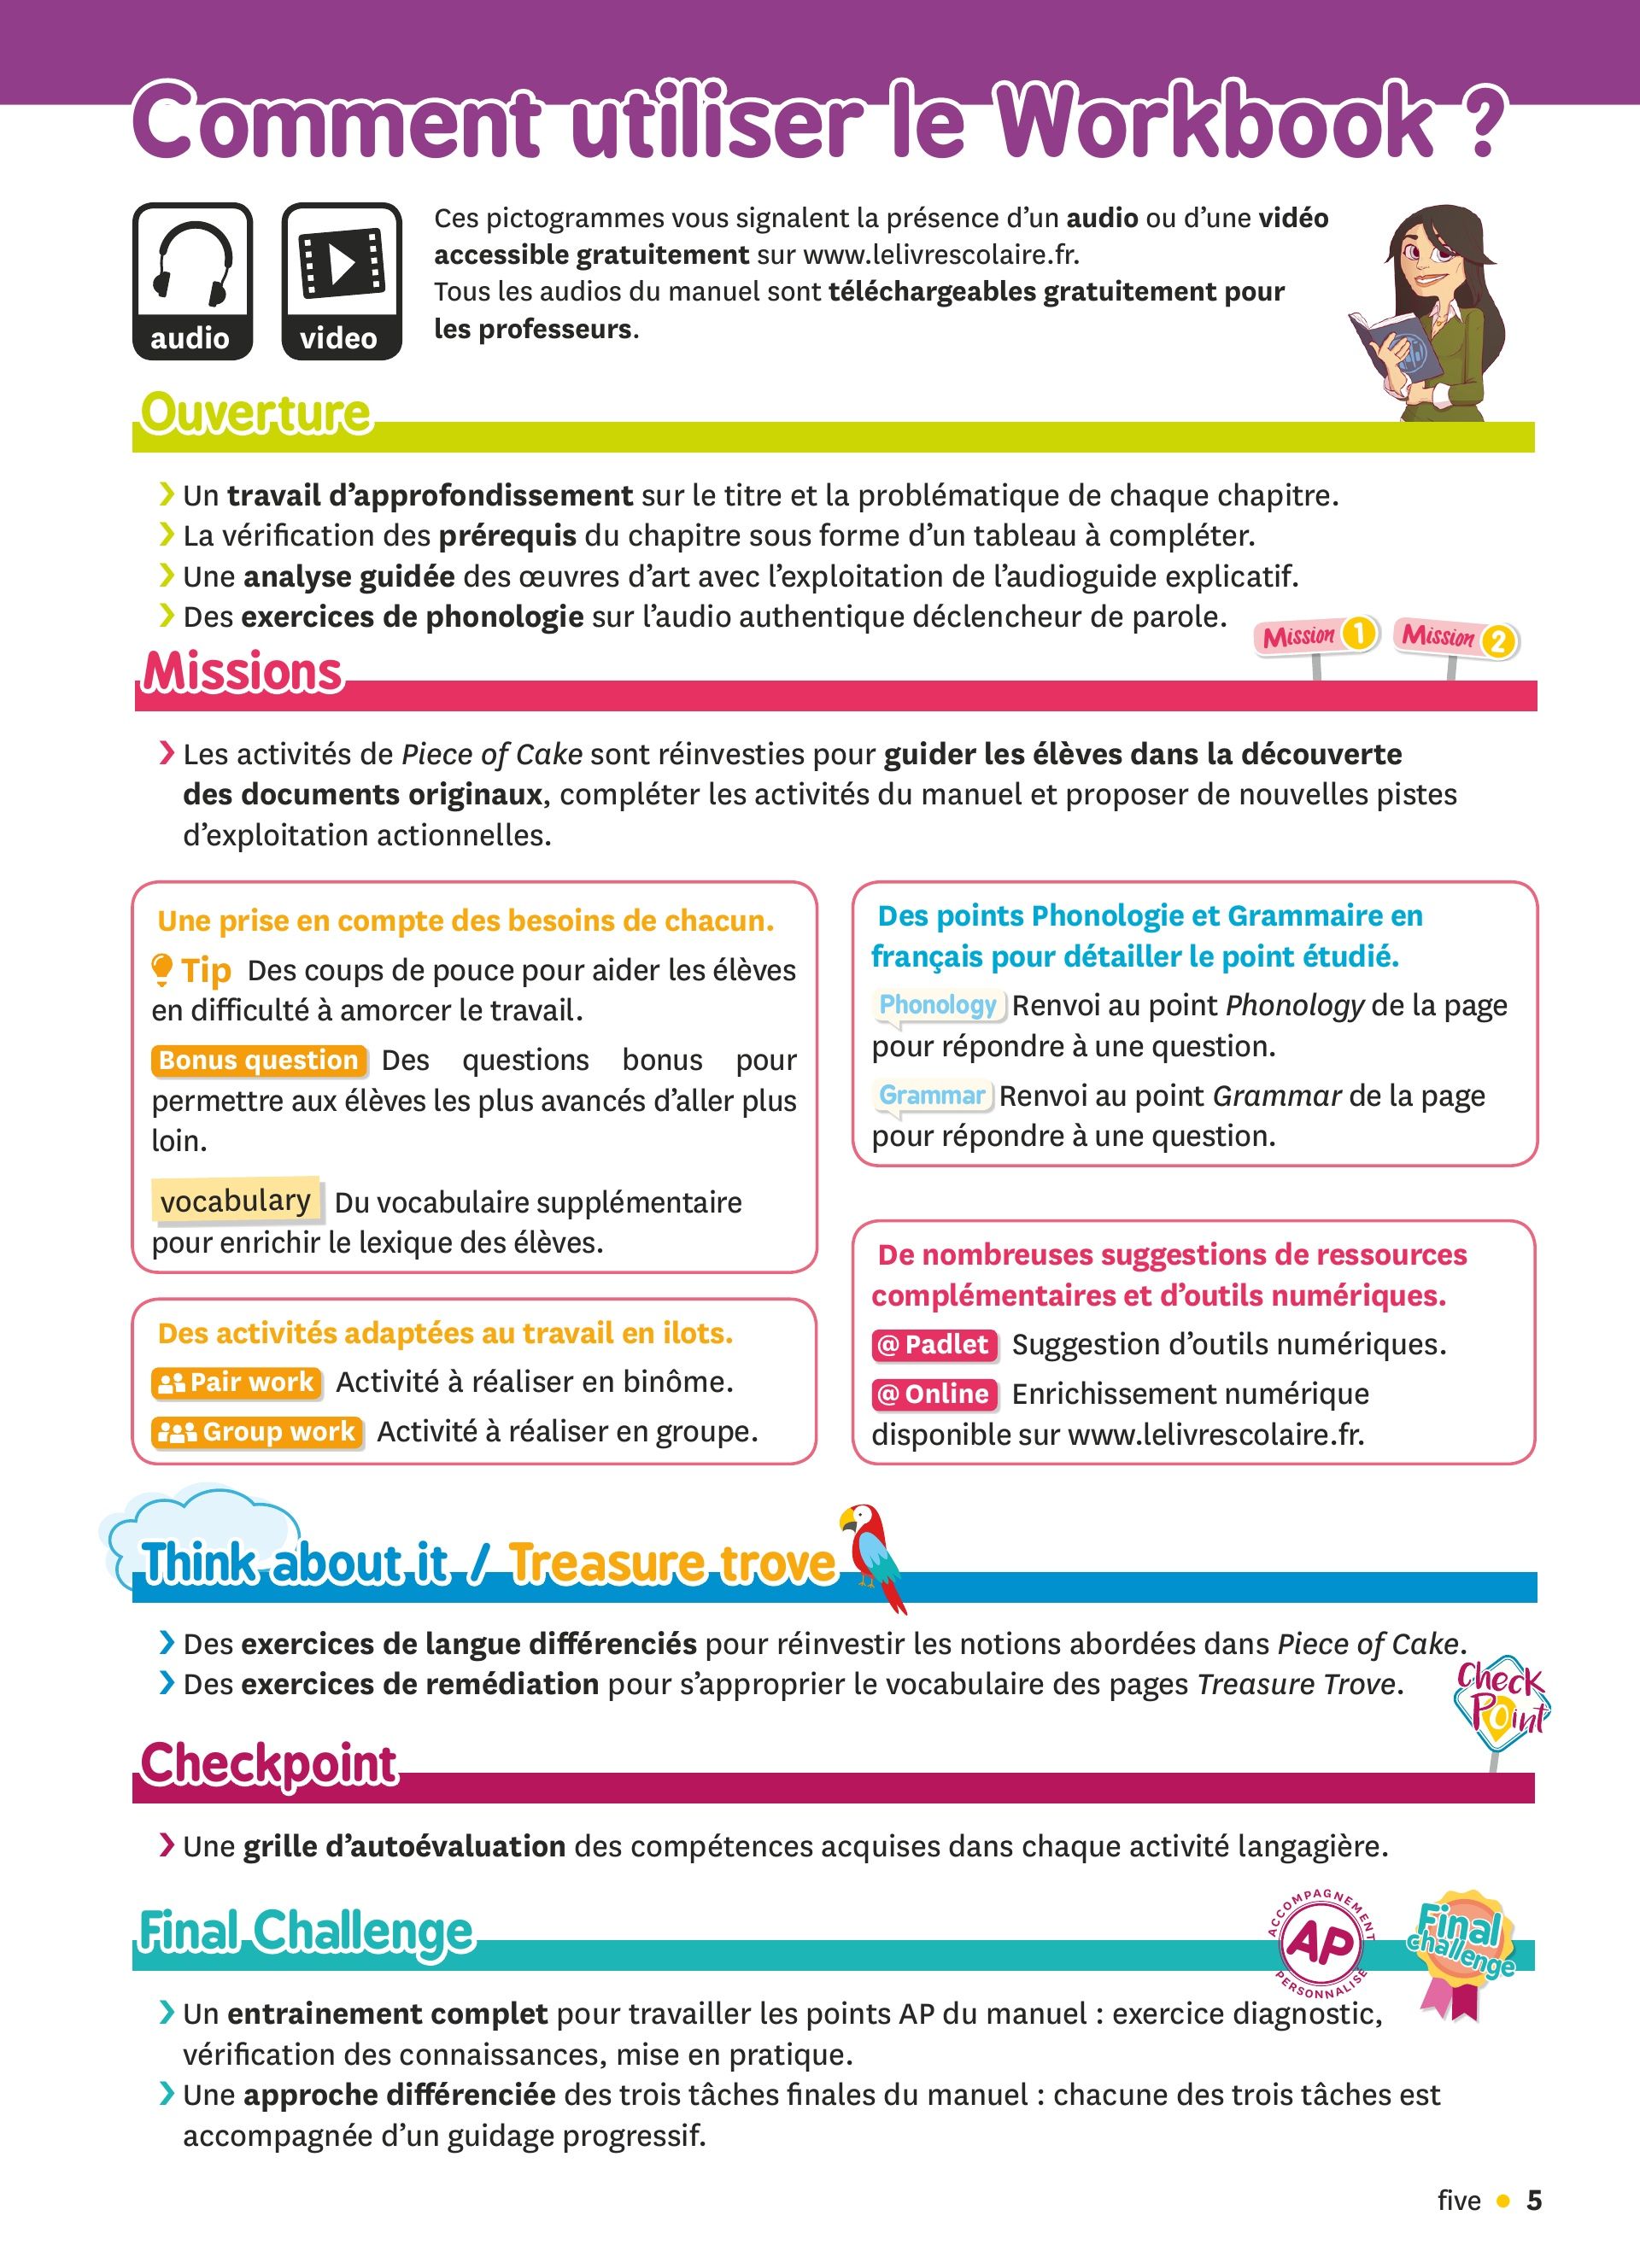 Comment utiliser le Workbook ?
audio
video
Ces pictogrammes vous signalent la présence d’un audio ou d’une vidéo
accessible gratuitement sur www.lelivrescolaire.fr.
Tous les audios du manuel sont téléchargeables gratuitement pour
les professeurs.
Ouverture
Un travail d’approfondissement sur le titre et la problématique de chaque chapitre.
La vérification des prérequis du chapitre sous forme d’un tableau à compléter.
Une analyse guidée des œuvres d’art avec l’exploitation de l’audioguide explicatif.
Des exercices de phonologie sur l’audio authentique déclencheur de parole.
Mission 1
Mission 2
Missions
Les activités de Piece of Cake sont réinvesties pour guider les élèves dans la découverte
des documents originaux, compléter les activités du manuel et proposer de nouvelles pistes
d’exploitation actionnelles.
Une prise en compte des besoins de chacun.
Tip Des coups de pouce pour aider les élèves
en difficulté à amorcer le travail.
Bonus question Des questions bonus pour
permettre aux élèves les plus avancés d’aller plus
loin.
vocabulary Du vocabulaire supplémentaire
pour enrichir le lexique des élèves.
Des activités adaptées au travail en ilots.
Pair work Activité à réaliser en binôme.
Group work Activité à réaliser en groupe.
Des points Phonologie et Grammaire en
français pour détailler le point étudié.
Phonology Renvoi au point Phonology de la page
pour répondre à une question.
Grammar Renvoi au point Grammar de la page
pour répondre à une question.
De nombreuses suggestions de ressources
complémentaires et d’outils numériques.
@ Padlet Suggestion d’outils numériques.
@ Online Enrichissement numérique
disponible sur www.lelivrescolaire.fr.
Think about it / Treasure trove
Des exercices de langue différenciés pour réinvestir les notions abordées dans Piece of Cake.
Des exercices de remédiation pour s’approprier le vocabulaire des pages Treasure Trove.
Check
Point
Checkpoint
Une grille d’autoévaluation des compétences acquises dans chaque activité langagière.
Final Challenge
ACCOMPAGNEMENT
AP
PERSONNALISÉ
Final
challenge
Un entrainement complet pour travailler les points AP du manuel : exercice diagnostic,
vérification des connaissances, mise en pratique.
Une approche différenciée des trois tâches finales du manuel : chacune des trois tâches est
accompagnée d’un guidage progressif.
five • 5